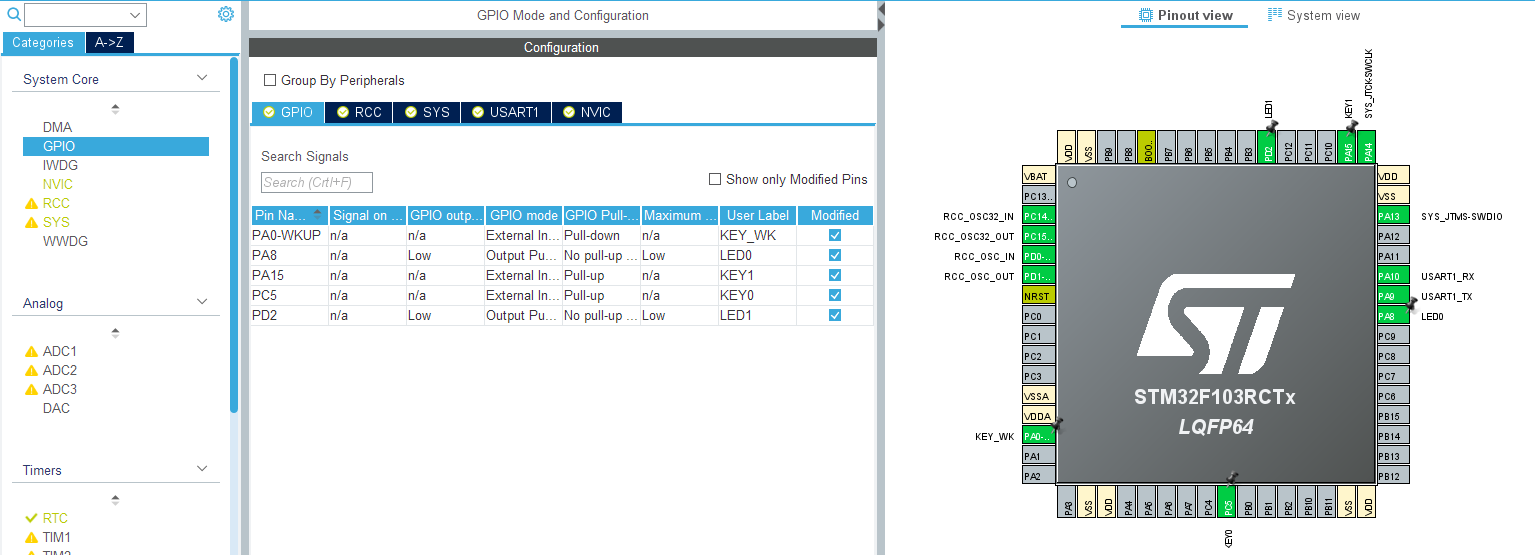 GPIO Mode and Configuration
Pinout view
System view
Categories
A->Z
Configuration
System Core
Group By Peripherals
GPIO
RCC
SYS
USART1
NVIC
DMA
GPIO
IWDG
NVIC
RCC
SYS
WWDG
Search Signals
Search (CrtI+F)
Show only Modified Pins
Pin Na... Signal on ... GPIO outp... GPIO mode GPIO Pull-... Maximum ... User Label Modified
PA0-WKUP n/a n/a External In... Pull-down n/a KEY_WK
PA8 n/a Low Output Pu... No pull-up ... Low LED0
PA15 n/a n/a External In... Pull-up n/a KEY1
PC5 n/a n/a External In... Pull-up n/a KEY0
PD2 n/a Low Output Pu... No pull-up ... Low LED1
Analog
ADC1
ADC2
ADC3
DAC
Timers
RTC
TIM1
TIM2
LED1
KEY1
SYS_JTCK-SWCLK
VDD
VSS
PB9
PB8
BOO..
PB7
PB6
PB5
PB4
PB3
PD2
PC12
PC11
PC10
PA15
PA14
VBAT
PC13..
RCC_OSC32_IN PC14..
RCC_OSC32_OUT PC15..
RCC_OSC_IN PD0-..
RCC_OSC_OUT PD1-..
NRST
PC0
PC1
PC2
PC3
VSSA
VDDA
KEY_WK PA0-..
PA1
PA2
ST
STM32F103RCTx
LQFP64
VDD
VSS
PA13 SYS_JTMS-SWDIO
PA12
PA11
PA10 USART1_RX
PA9 USART1_TX
PA8 LED0
PC9
PC8
PC7
PC6
PB15
PB14
PB13
PB12
PA3
VSS
VDD
PA4
PA5
PA6
PA7
PC4
PC5
PB0
PB1
PB2
PB10
PB11
VSS
VDD
KEY0